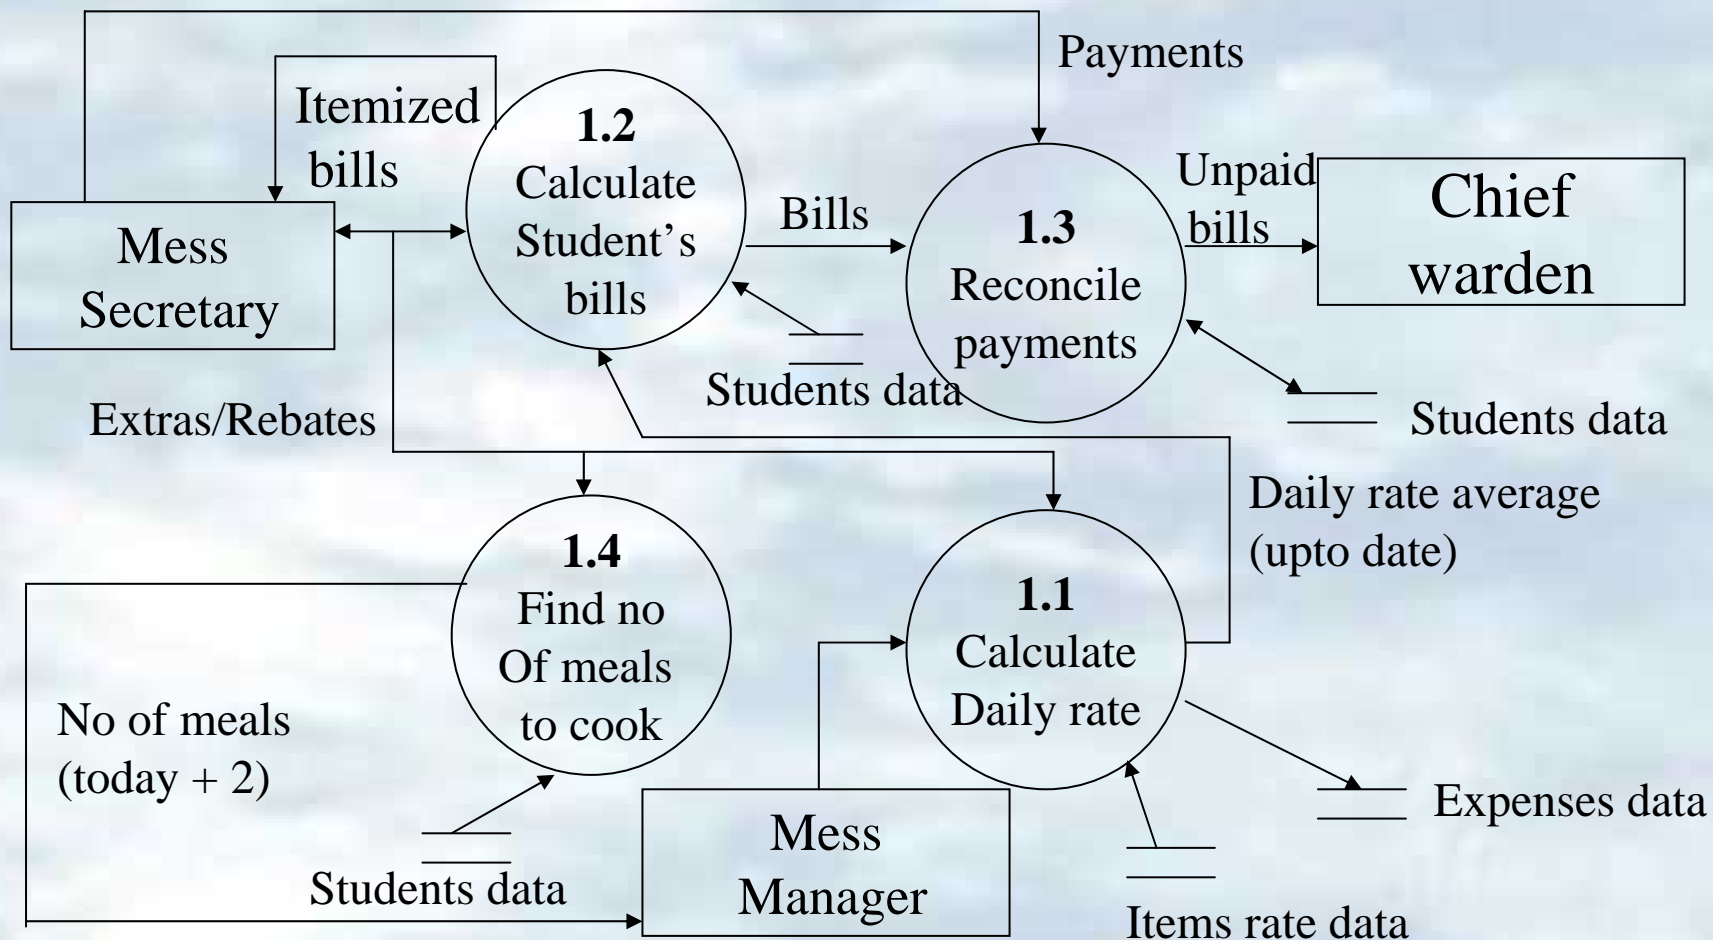 Payments
Itemized
bills
1.2
Calculate
Student's
bills
Mess
Secretary
Bills
1.3
Reconcile
payments
Unpaid
bills
Chief
warden
Students data
Students data
Extras/Rebates
Daily rate average
(upto date)
1.4
Find no
Of meals
to cook
1.1
Calculate
Daily rate
No of meals
(today + 2)
Students data
Mess
Manager
Expenses data
Items rate data